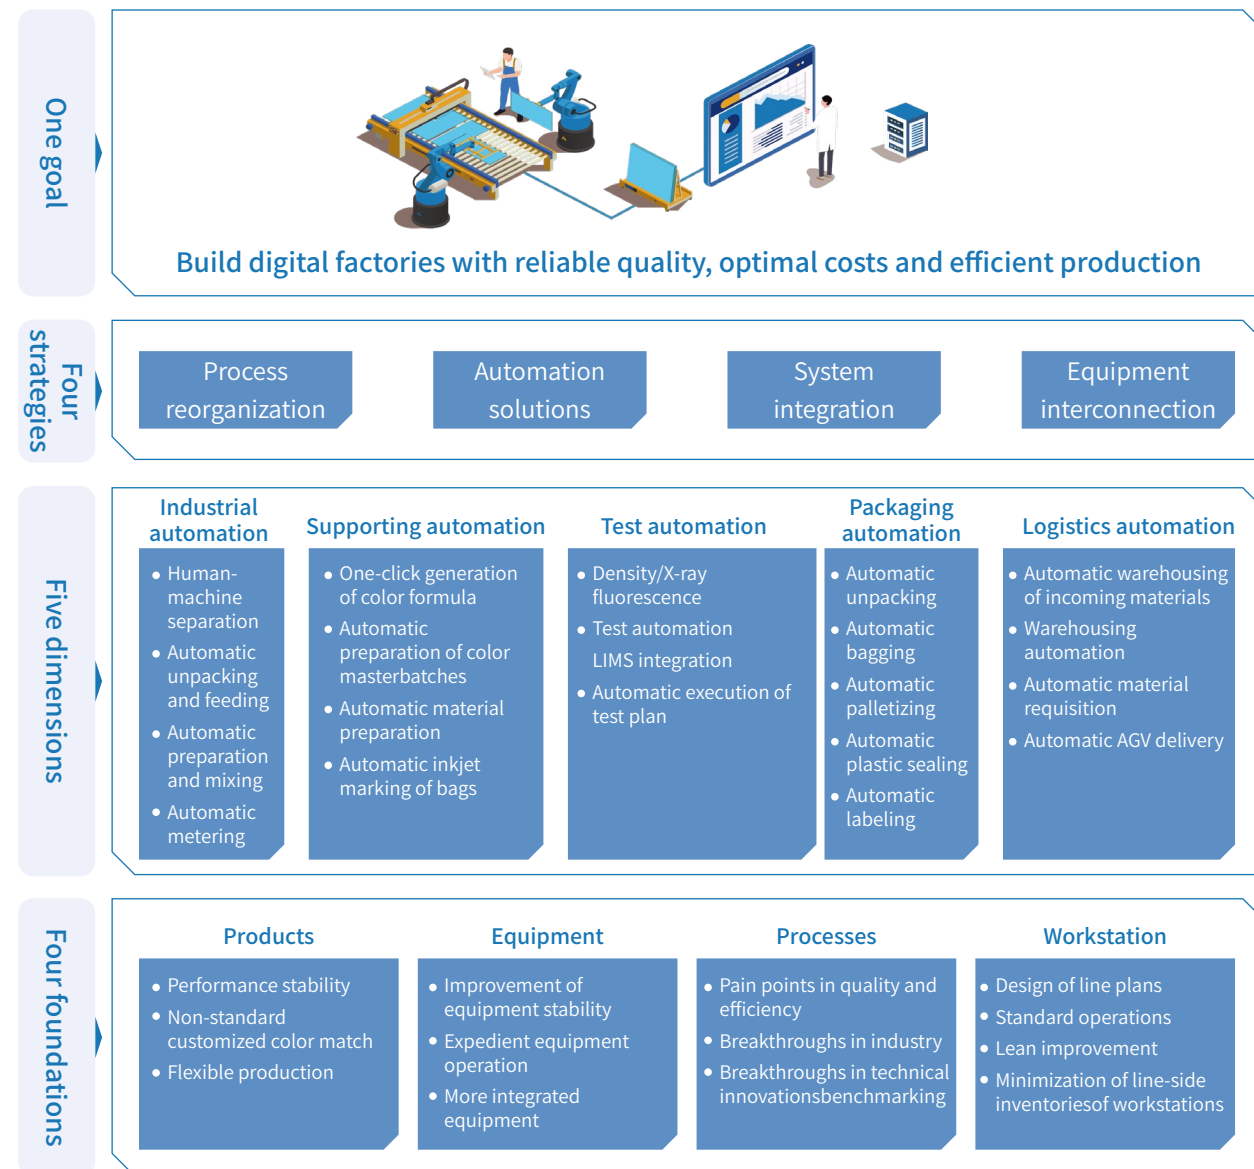 One goal
Build digital factories with reliable quality, optimal costs and efficient production
Four
strategies
Process
reorganization
Automation
solutions
System
integration
Equipment
interconnection
Five dimensions
Industrial
automation
• Human-
machine
separation
• Automatic
unpacking
and feeding
• Automatic
preparation
and mixing
• Automatic
metering
Supporting automation
• One-click generation
of color formula
• Automatic
preparation of color
masterbatches
• Automatic material
preparation
• Automatic inkjet
marking of bags
Test automation
• Density/X-ray
fluorescence
• Test automation
LIMS integration
• Automatic execution of
test plan
Packaging
automation
• Automatic
unpacking
• Automatic
bagging
• Automatic
palletizing
• Automatic
plastic sealing
• Automatic
labeling
Logistics automation
• Automatic warehousing
of incoming materials
• Warehousing
automation
• Automatic material
requisition
• Automatic AGV delivery
Four foundations
Products
• Performance stability
• Non-standard
customized color match
• Flexible production
Equipment
• Improvement of
equipment stability
• Expedient equipment
operation
• More integrated
equipment
Processes
• Pain points in quality and
efficiency
• Breakthroughs in industry
• Breakthroughs in technical
innovationsbenchmarking
Workstation
• Design of line plans
• Standard operations
• Lean improvement
• Minimization of line-side
inventoriesof workstations